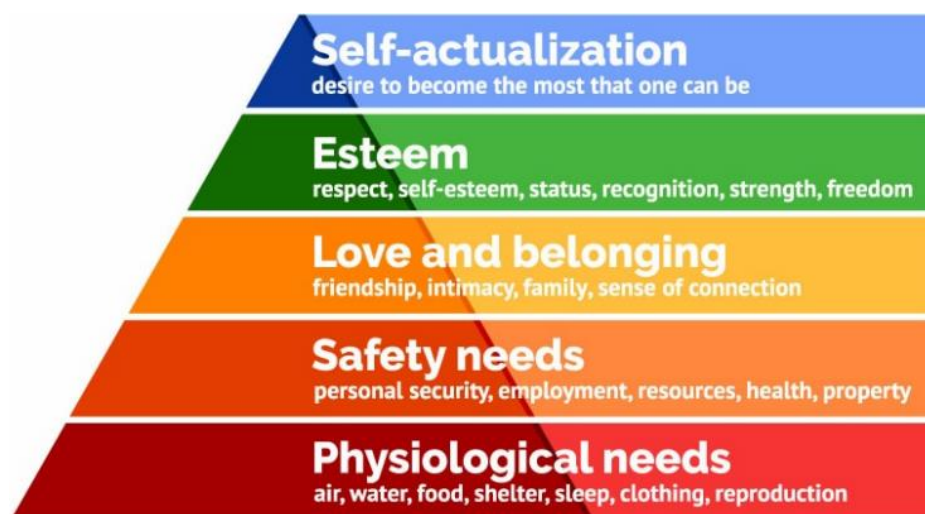 Self-actualization
desire to become the most that one can be
Esteem
respect, self-esteem, status, recognition, strength, freedom
Love and belonging
friendship, intimacy, family, sense of connection
Safety needs
personal security, employment, resources, health, property
Physiological needs
air, water, food, shelter, sleep, clothing, reproduction